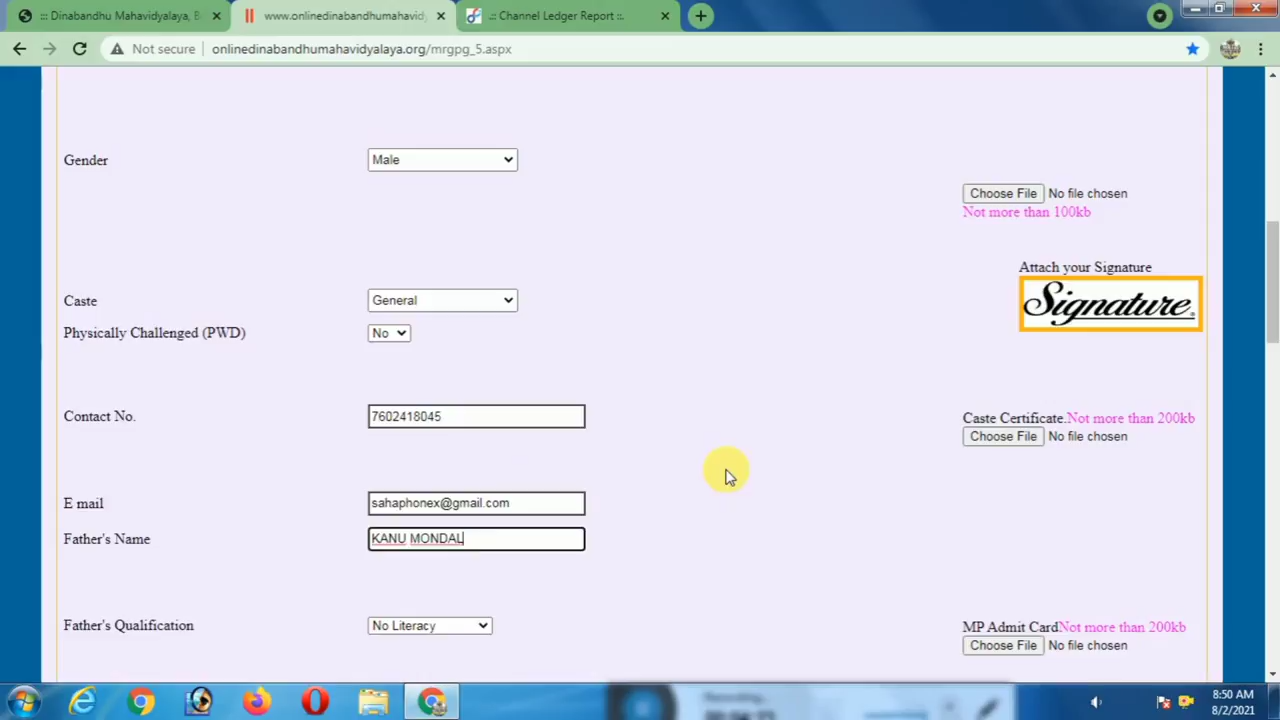 ::: Dinabandhu Mahavidyalaya, B
www.onlinedinabandhumahavid
.:: Channel Ledger Report ::.
Not secure
onlinedinabandhumahavidyalaya.org/mrgpg_5.aspx
Gender
Male
Choose File No file chosen
Not more than 100kb
Attach your Signature
Signature.
Caste
General
Physically Challenged (PWD)
No
Contact No.
7602418045
Caste Certificate.Not more than 200kb
Choose File No file chosen
E mail
sahaphonex@gmail.com
Father's Name
KANU MONDAL
Father's Qualification
No Literacy
MP Admit CardNot more than 200kb
Choose File No file chosen
Recording...
8:50 AM
8/2/2021